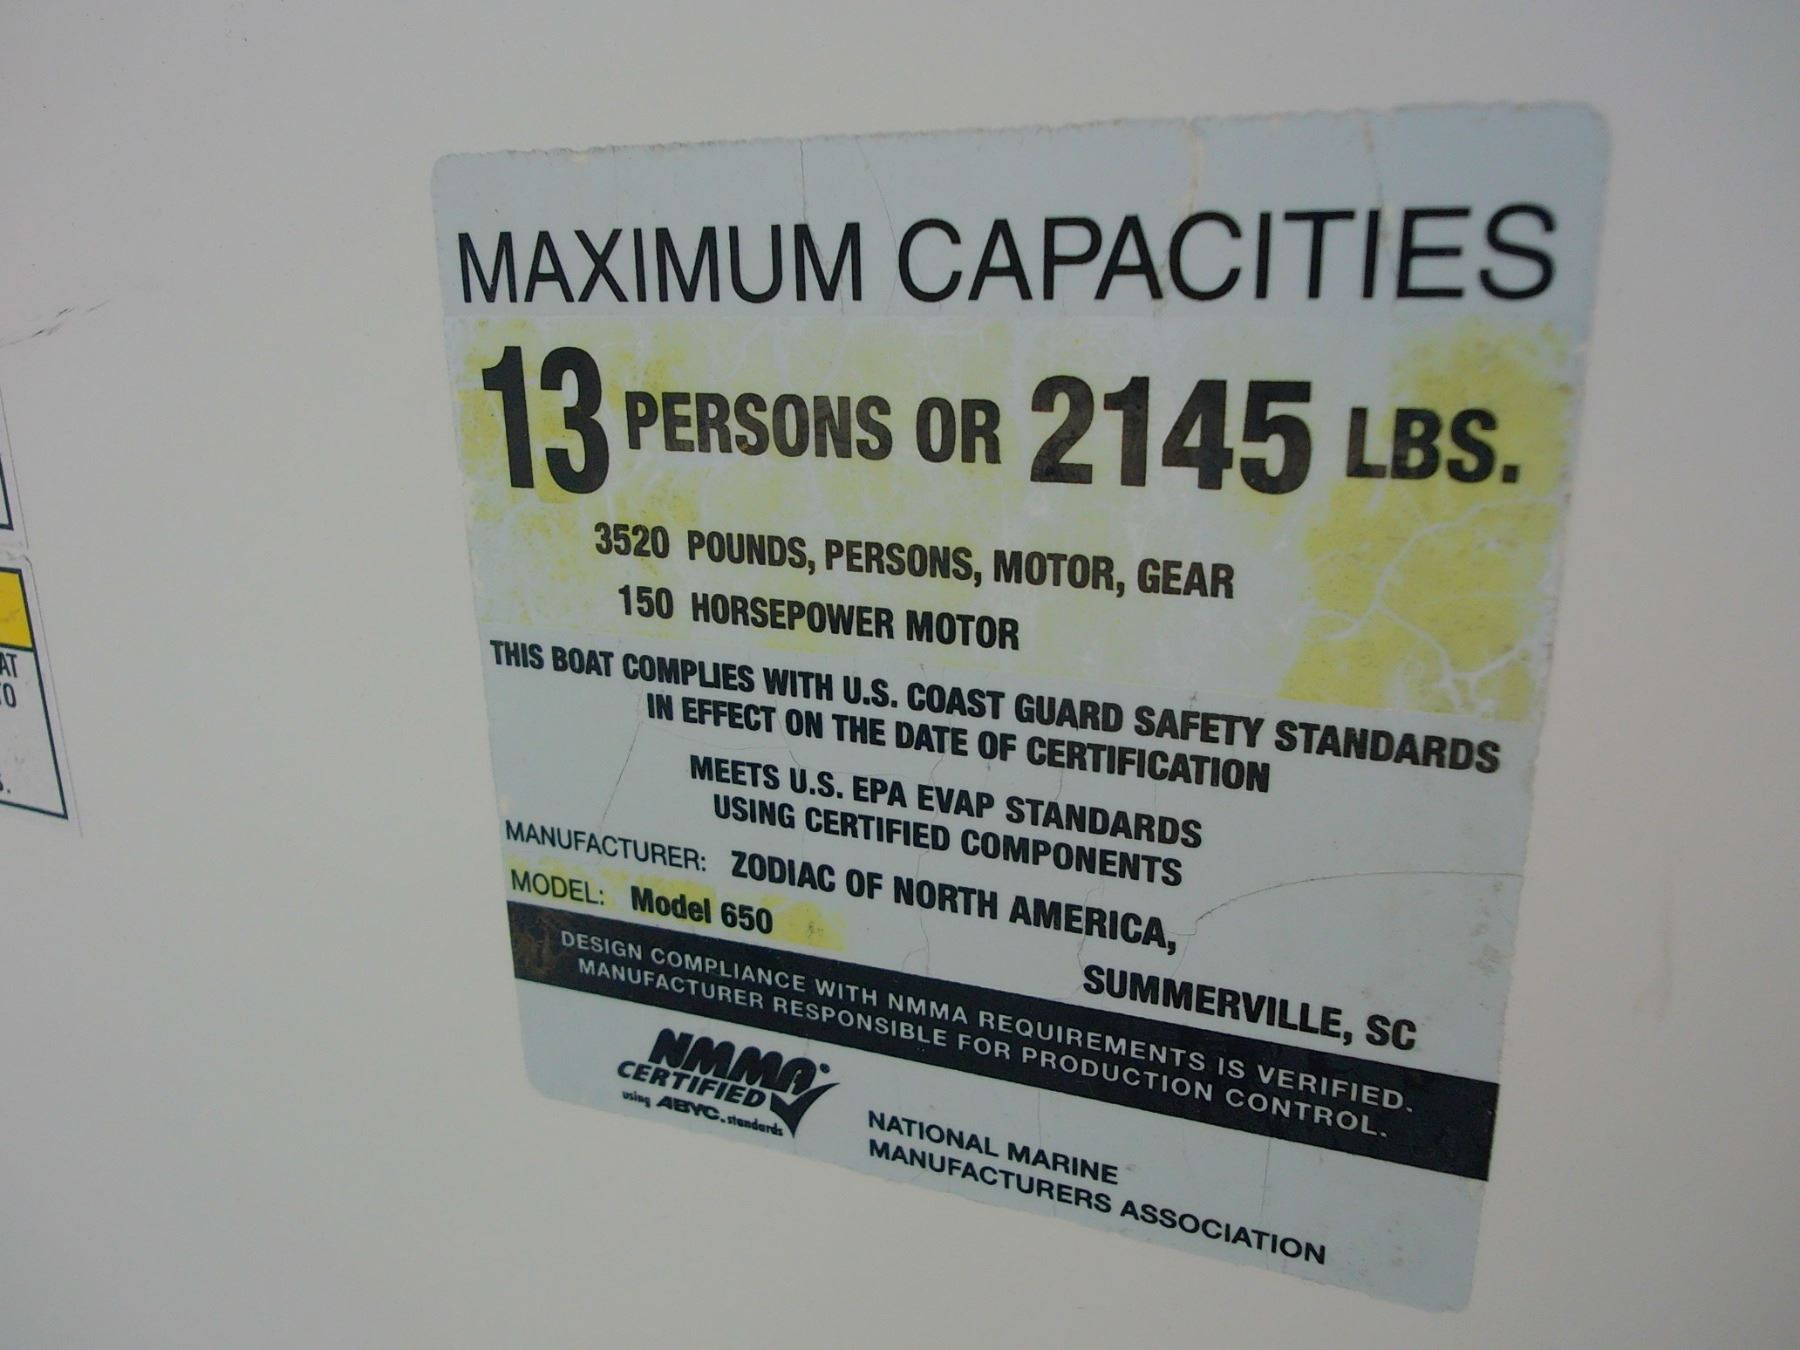 MAXIMUM CAPACITIES
13 PERSONS OR 2145 LBS.
3520 POUNDS, PERSONS, MOTOR, GEAR
150 HORSEPOWER MOTOR
THIS BOAT COMPLIES WITH U.S. COAST GUARD SAFETY STANDARDS
IN EFFECT ON THE DATE OF CERTIFICATION
MEETS U.S. EPA EVAP STANDARDS
USING CERTIFIED COMPONENTS
MANUFACTURER: ZODIAC OF NORTH AMERICA,
SUMMERVILLE, SC
MODEL: Model 650
DESIGN COMPLIANCE WITH NMMA REQUIREMENTS IS VERIFIED.
MANUFACTURER RESPONSIBLE FOR PRODUCTION CONTROL.
NMMA
CERTIFIED
using ABYC. standards
NATIONAL MARINE
MANUFACTURERS ASSOCIATION